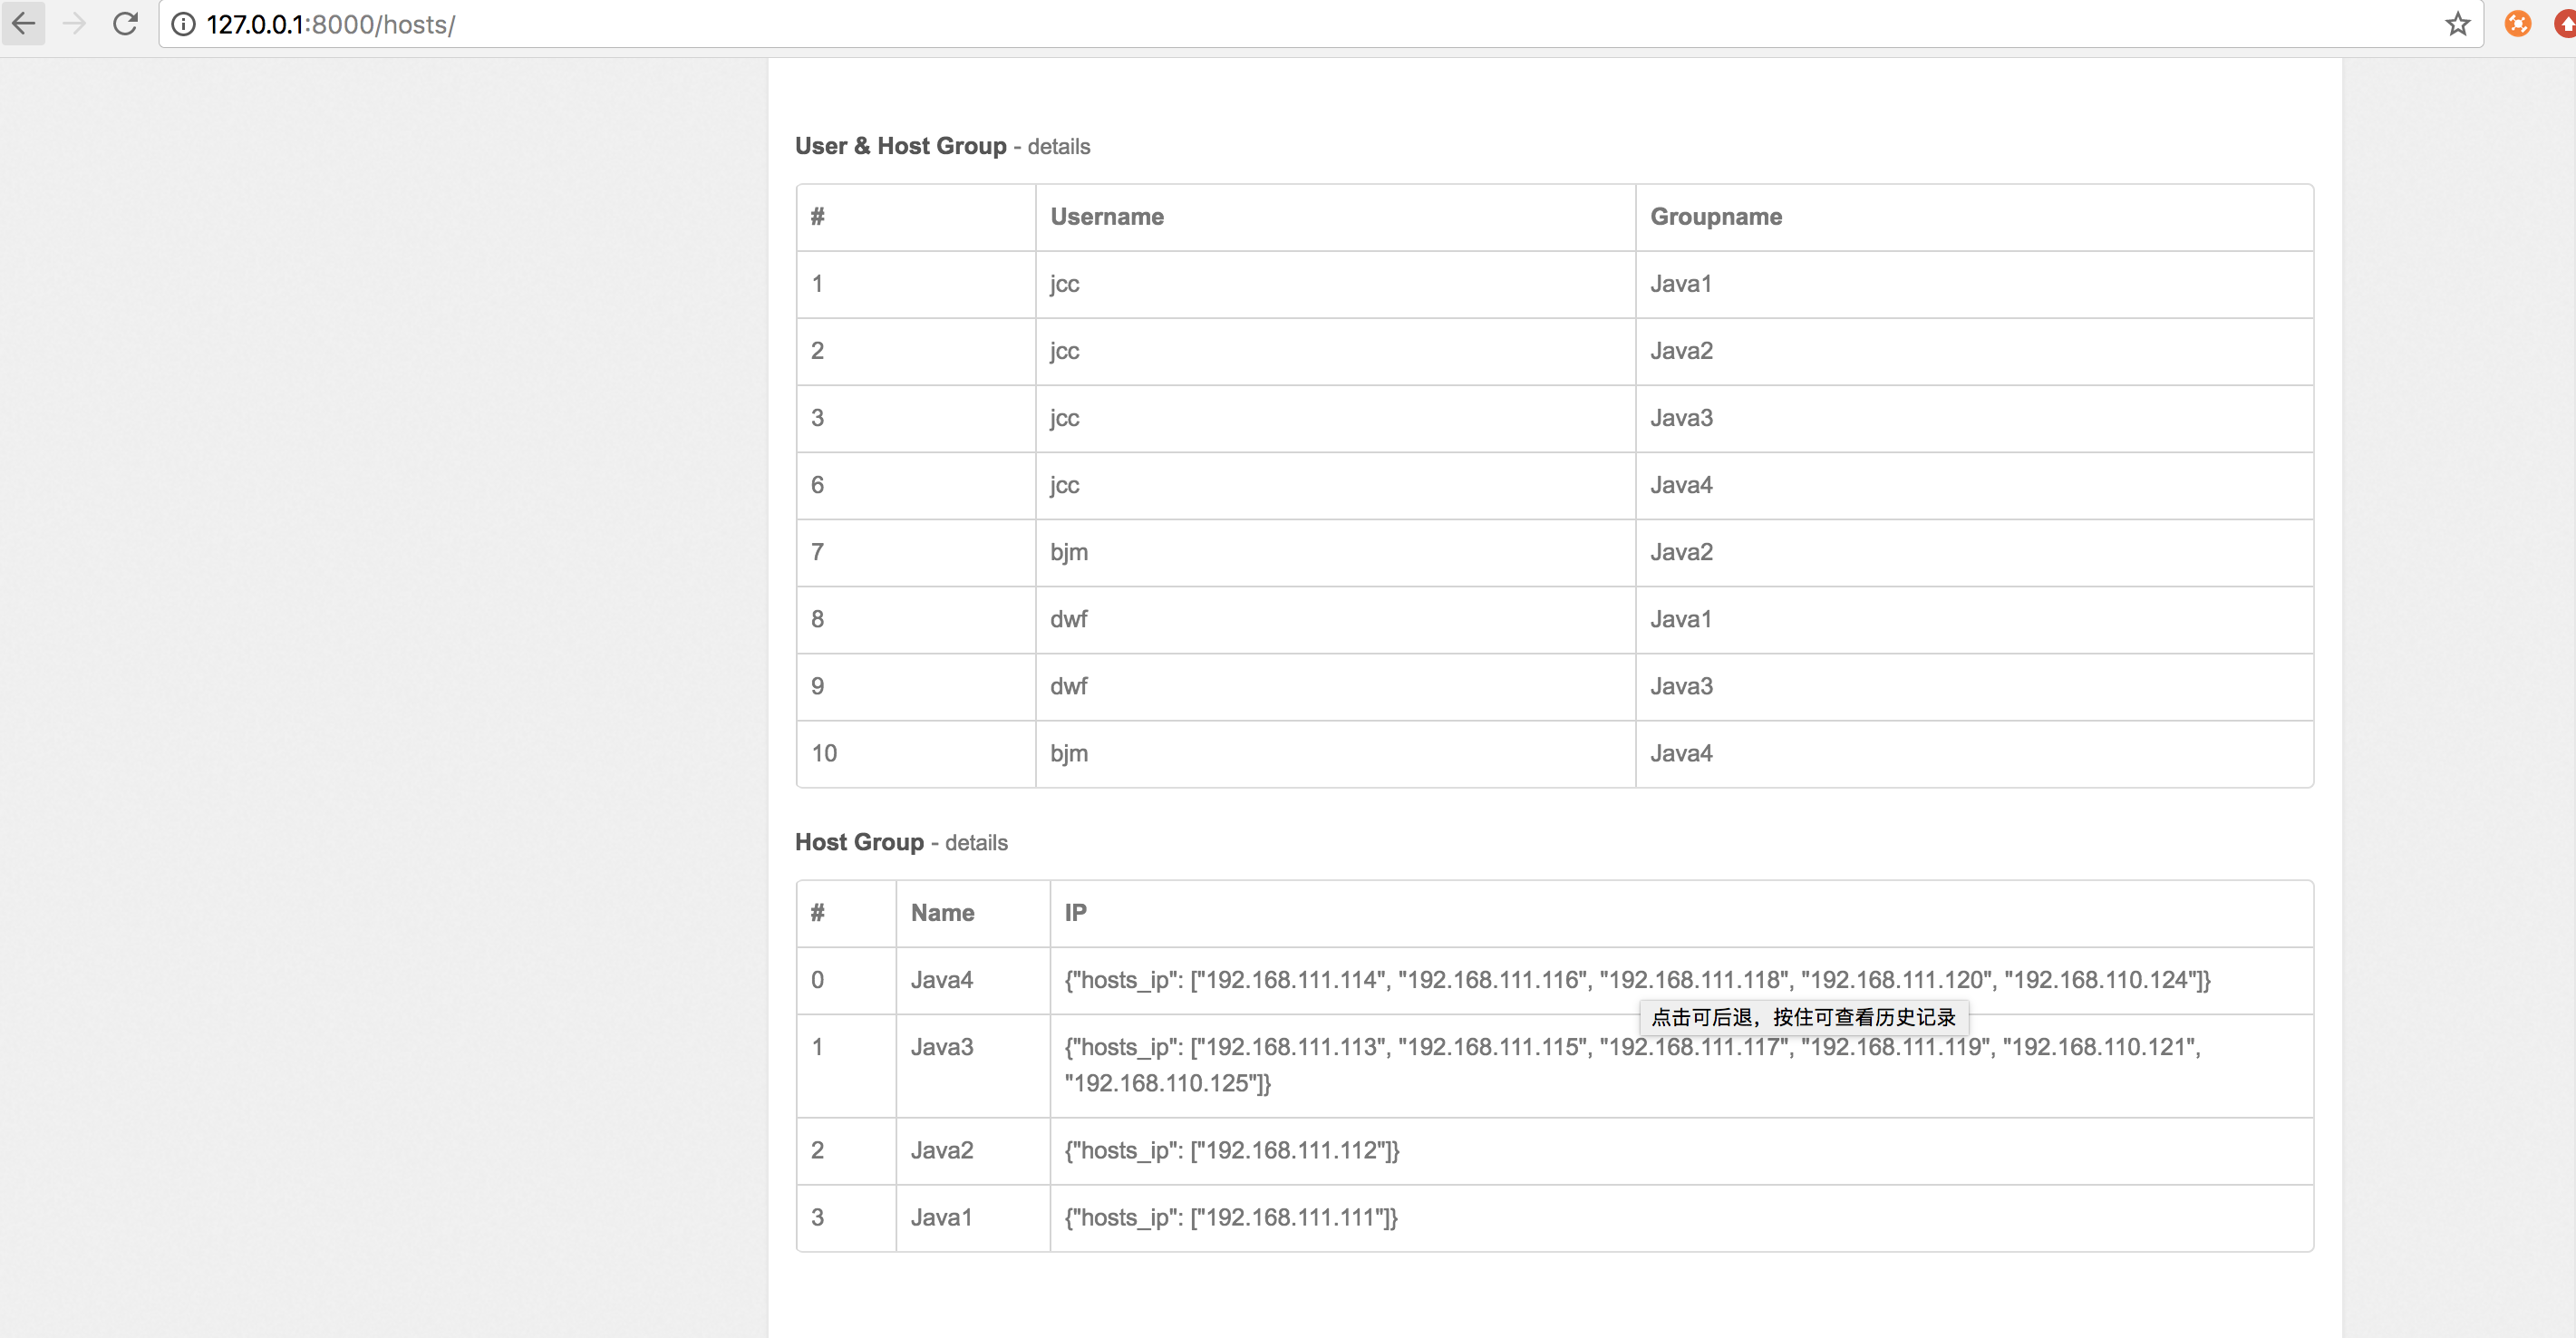 127.0.0.1:8000/hosts/
User & Host Group - details
# Username Groupname
1 jcc Java1
2 jcc Java2
3 jcc Java3
6 jcc Java4
7 bjm Java2
8 dwf Java1
9 dwf Java3
10 bjm Java4
Host Group - details
# Name IP
0 Java4 {"hosts_ip": ["192.168.111.114", "192.168.111.116", "192.168.111.118", "192.168.111.120", "192.168.110.124"]}
点击可后退，按住可查看历史记录
1 Java3 {"hosts_ip": ["192.168.111.113", "192.168.111.115", "192.168.111.117", "192.168.111.119", "192.168.110.121",
"192.168.110.125"]}
2 Java2 {"hosts_ip": ["192.168.111.112"]}
3 Java1 {"hosts_ip": ["192.168.111.111"]}